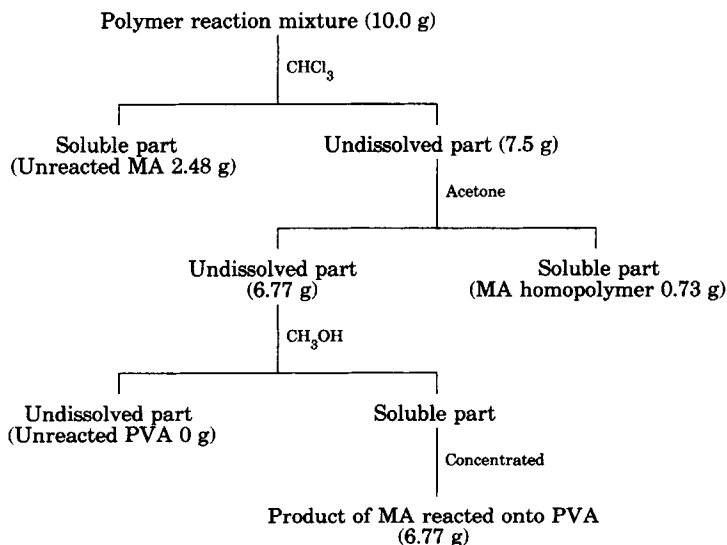 Polymer reaction mixture (10.0 g)
CHCl₃
Soluble part
(Unreacted MA 2.48 g)
Undissolved part (7.5 g)
Acetone
Undissolved part
(6.77 g)
Soluble part
(MA homopolymer 0.73 g)
CH₃OH
Undissolved part
(Unreacted PVA 0 g)
Soluble part
Concentrated
Product of MA reacted onto PVA
(6.77 g)